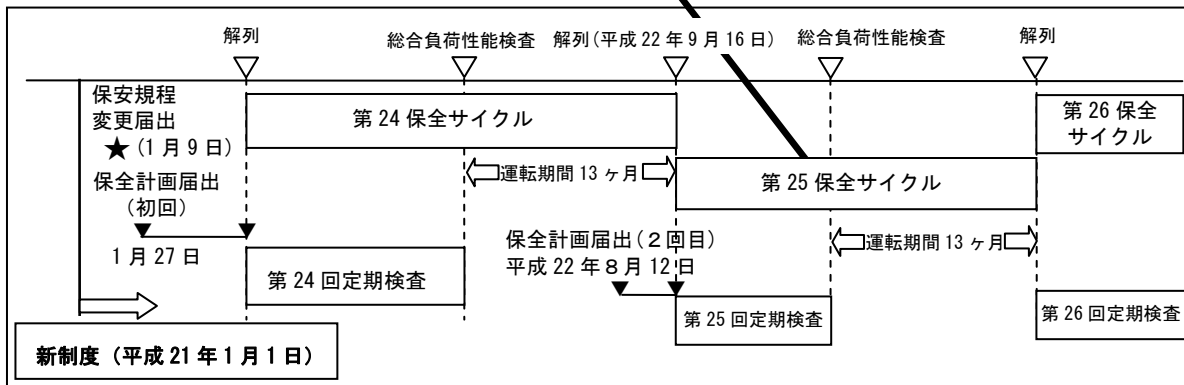 解列
総合負荷性能検査
解列(平成22年9月16日)
総合負荷性能検査
解列
保安規程
変更届出
★(1月9日)
第24保全サイクル
第26保全
サイクル
運転期間13ヶ月
第25保全サイクル
保全計画届出
(初回)
1月27日
保全計画届出(2回目)
平成22年8月12日
運転期間13ヶ月
第24回定期検査
第25回定期検査
第26回定期検査
新制度(平成21年1月1日)